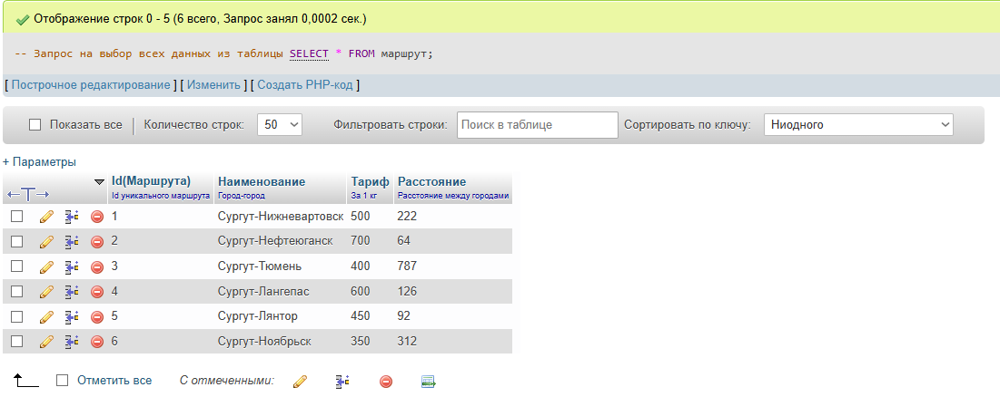 Отображение строк 0 - 5 (6 всего, Запрос занял 0,0002 сек.)
-- Запрос на выбор всех данных из таблицы SELECT * FROM маршрут;
[ Построчное редактирование ] [ Изменить ] [ Создать PHP-код ]
Показать все Количество строк: 50 Фильтровать строки: Поиск в таблице Сортировать по ключу: Ниодного
+ Параметры
Id(Маршрута) Наименование Тариф Расстояние
Id уникального маршрута Город-город За 1 кг Расстояние между городами
1 Сургут-Нижневартовск 500 222
2 Сургут-Нефтеюганск 700 64
3 Сургут-Тюмень 400 787
4 Сургут-Лангепас 600 126
5 Сургут-Лянтор 450 92
6 Сургут-Ноябрьск 350 312
Отметить все С отмеченными: